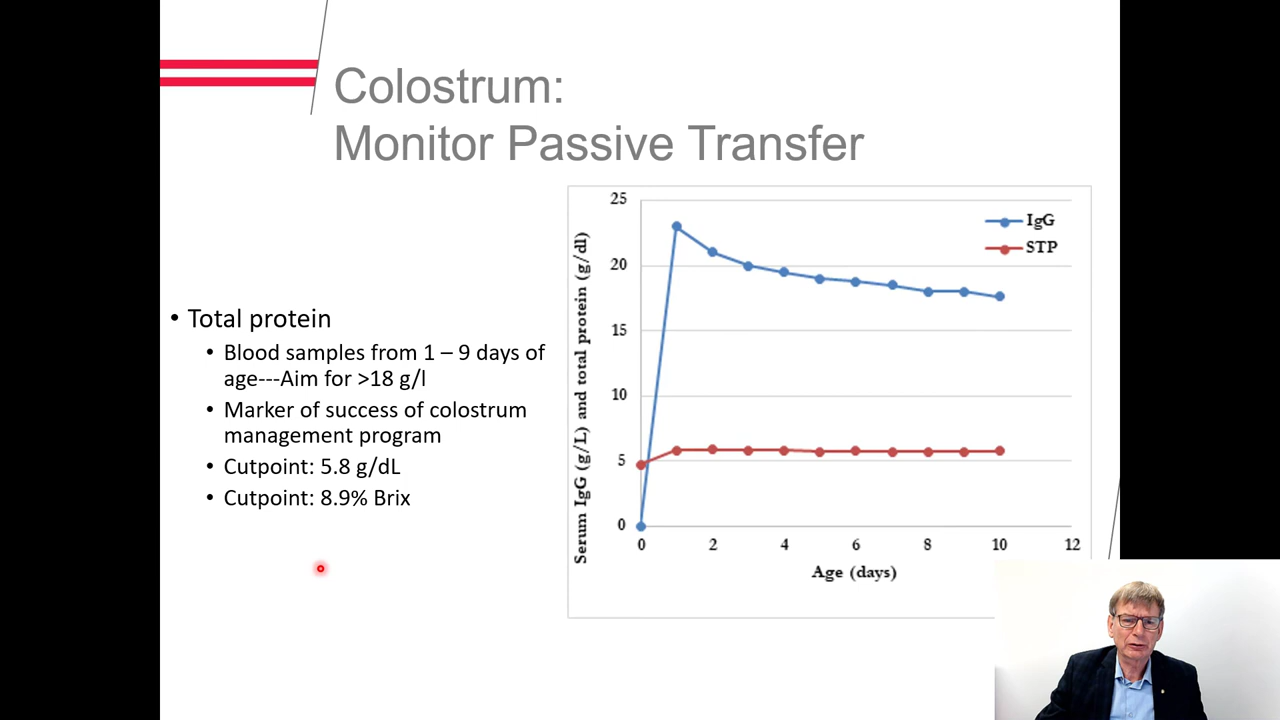 Colostrum:
Monitor Passive Transfer
• Total protein
• Blood samples from 1 – 9 days of
age---Aim for >18 g/l
• Marker of success of colostrum
management program
• Cutpoint: 5.8 g/dL
• Cutpoint: 8.9% Brix
Serum IgG (g/L) and total protein (g/dl)
25
20
15
10
5
0
0 2 4 6 8 10 12
Age (days)
IgG
STP